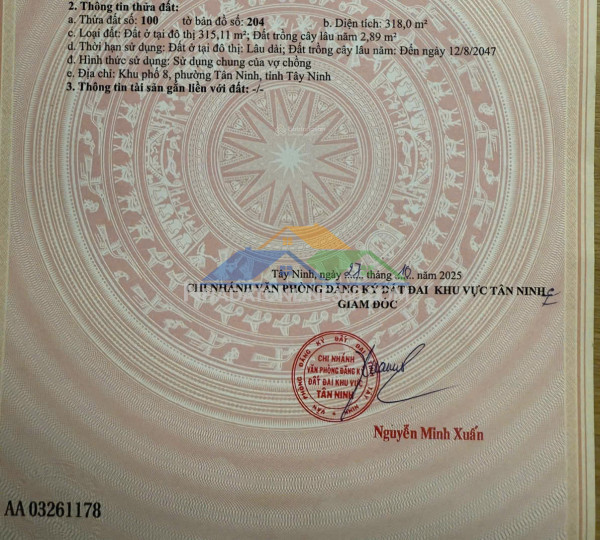 2. Thông tin thửa đất:
a. Thửa đất số: 100 tờ bản đồ số: 204 b. Diện tích: 318,0 m²
c. Loại đất: Đất ở tại đô thị 315,11 m²; Đất trồng cây lâu năm 2,89 m²
d. Thời hạn sử dụng: Đất ở tại đô thị: Lâu dài; Đất trồng cây lâu năm: Đến ngày 12/8/2047
đ. Hình thức sử dụng: Sử dụng chung của vợ chồng
e. Địa chỉ: Khu phố 8, phường Tân Ninh, tỉnh Tây Ninh
3. Thông tin tài sản gắn liền với đất: -/-
Tây Ninh, ngày 27 tháng 10 năm 2025
CHI NHÁNH VĂN PHÒNG ĐĂNG KÝ ĐẤT ĐAI KHU VỰC TÂN NINH
GIÁM ĐỐC
CHI NHÁNH
VĂN PHÒNG ĐĂNG KÝ
ĐẤT ĐAI KHU VỰC
TÂN NINH
Nguyễn Minh Xuấn
AA 03261178